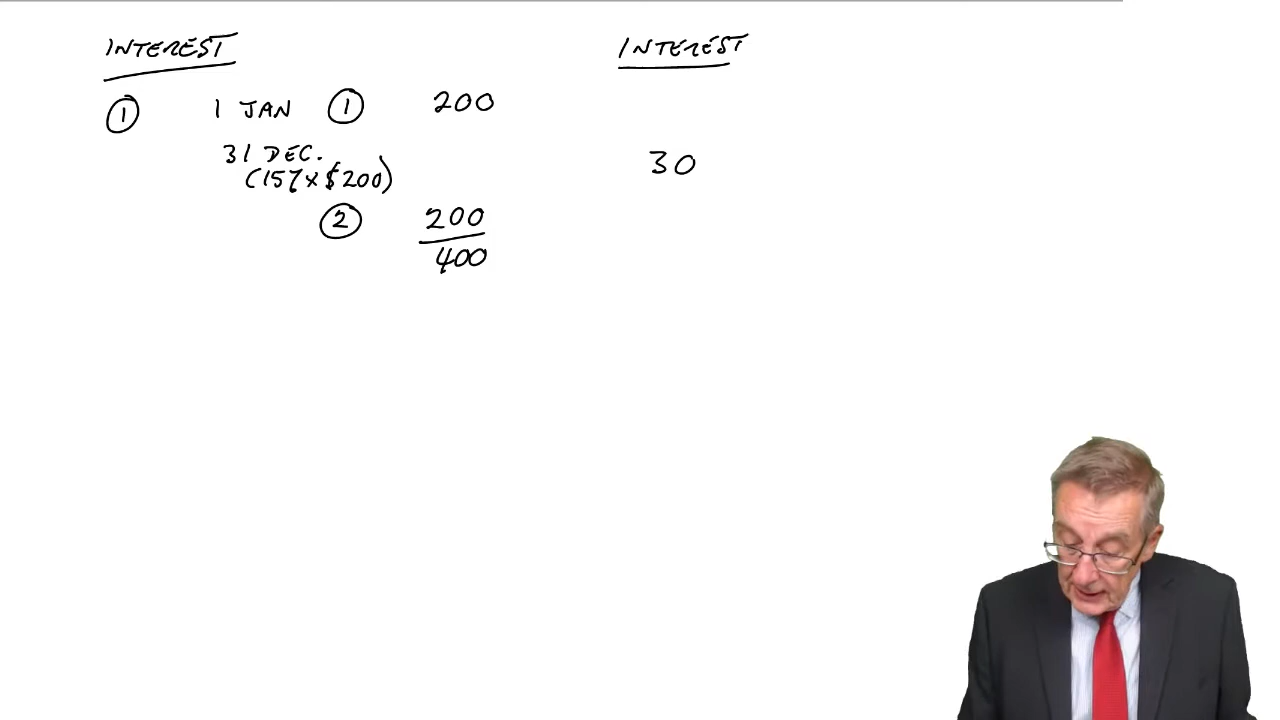 INTEREST INTEREST
① 1 JAN ① 200
31 DEC.
(15% x $200) 30
② 200
400